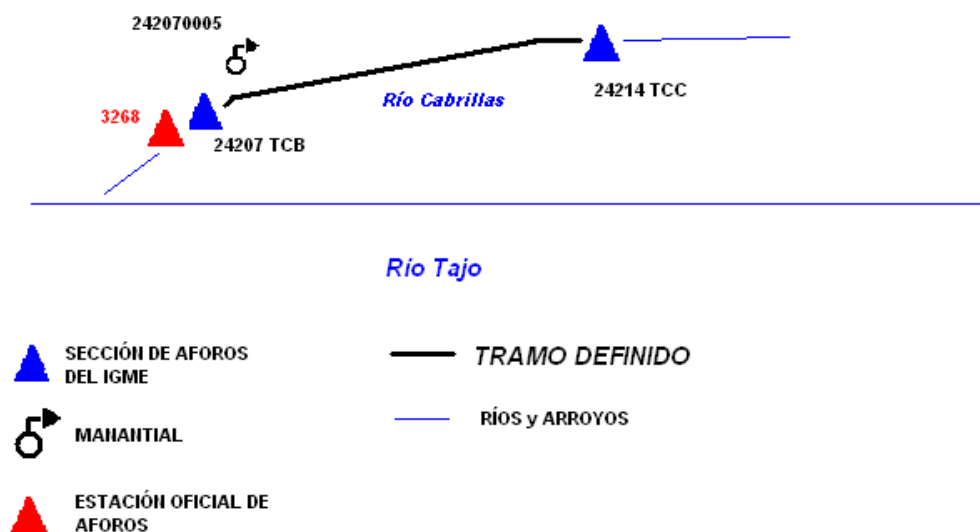 242070005
Río Cabrillas
24214 TCC
3268
24207 TCB
Río Tajo
SECCIÓN DE AFOROS
DEL IGME
TRAMO DEFINIDO
MANANTIAL
RÍOS y ARROYOS
ESTACIÓN OFICIAL DE
AFOROS